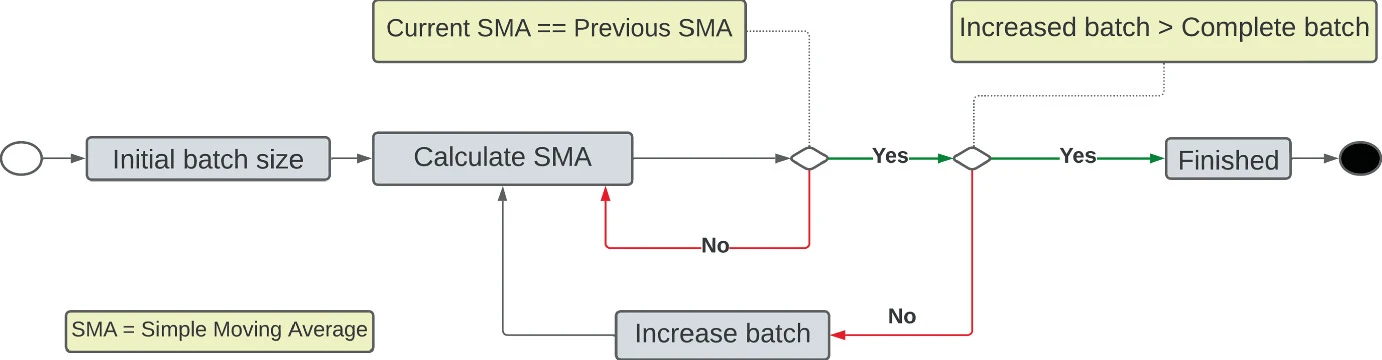 Current SMA == Previous SMA
Increased batch > Complete batch
Initial batch size
Calculate SMA
Yes
Yes
Finished
No
No
SMA = Simple Moving Average
Increase batch